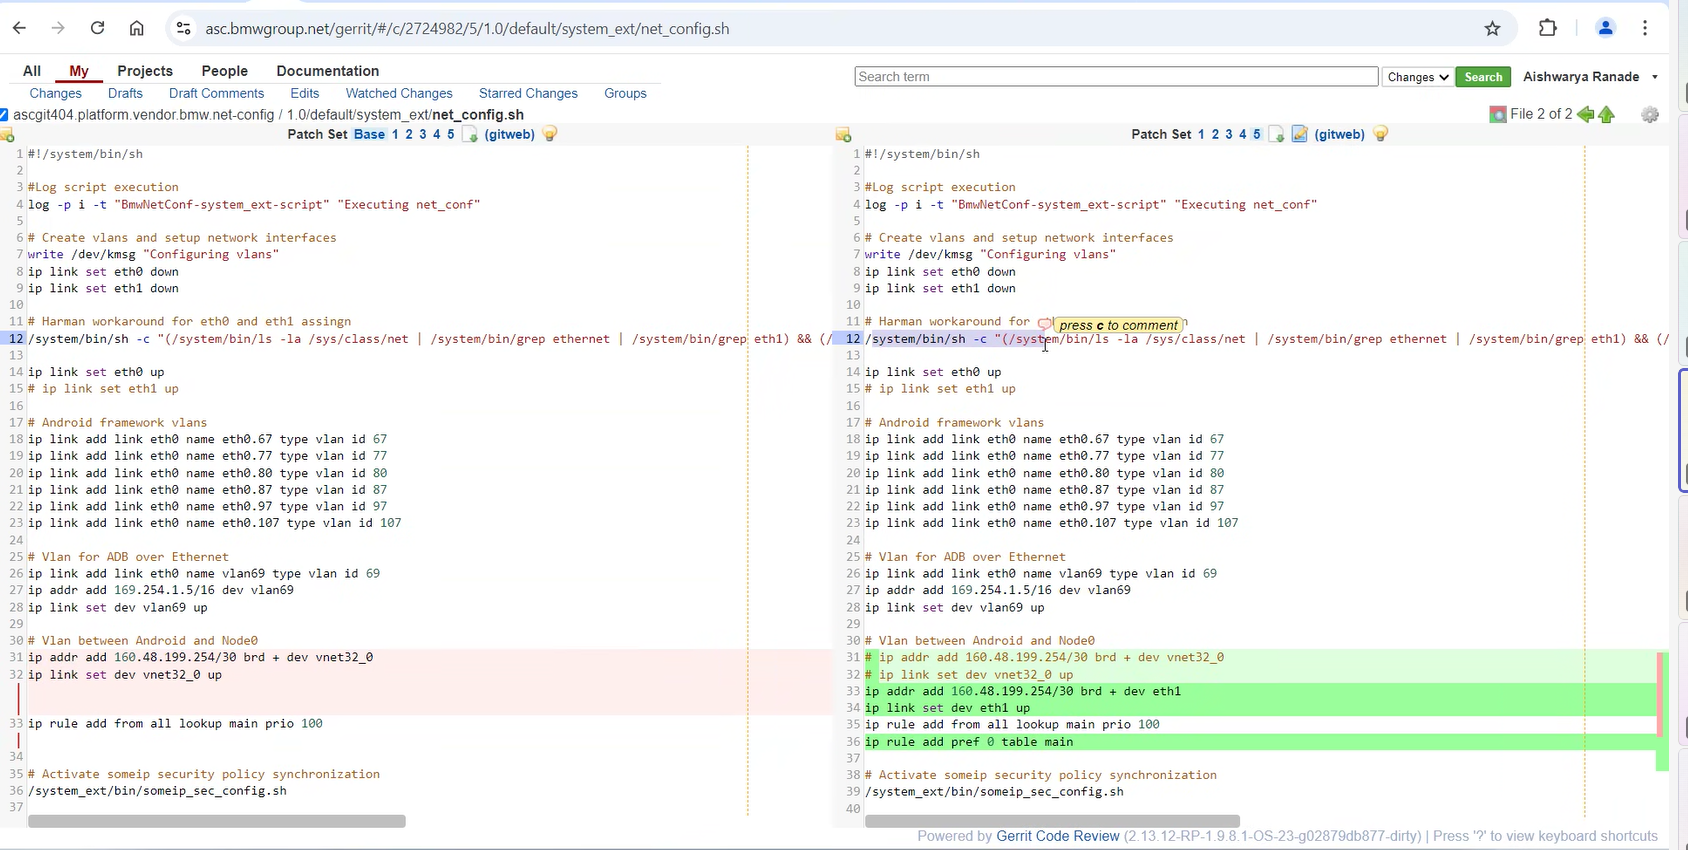 asc.bmwgroup.net/gerrit/#/c/2724982/5/1.0/default/system_ext/net_config.sh
All My Projects People Documentation
Search term Changes Search Aishwarya Ranade
Changes Drafts Draft Comments Edits Watched Changes Starred Changes Groups
ascgit404.platform.vendor.bmw.net-config / 1.0/default/system_ext/net_config.sh
File 2 of 2
Patch Set Base 1 2 3 4 5 (gitweb)
1 #!/system/bin/sh
2
3 #Log script execution
4 log -p i -t "BmwNetConf-system_ext-script" "Executing net_conf"
5
6 # Create vlans and setup network interfaces
7 write /dev/kmsg "Configuring vlans"
8 ip link set eth0 down
9 ip link set eth1 down
10
11 # Harman workaround for eth0 and eth1 assingn
12 /system/bin/sh -c "(/system/bin/ls -la /sys/class/net | /system/bin/grep ethernet | /system/bin/grep eth1) && (/
13
14 ip link set eth0 up
15 # ip link set eth1 up
16
17 # Android framework vlans
18 ip link add link eth0 name eth0.67 type vlan id 67
19 ip link add link eth0 name eth0.77 type vlan id 77
20 ip link add link eth0 name eth0.80 type vlan id 80
21 ip link add link eth0 name eth0.87 type vlan id 87
22 ip link add link eth0 name eth0.97 type vlan id 97
23 ip link add link eth0 name eth0.107 type vlan id 107
24
25 # Vlan for ADB over Ethernet
26 ip link add link eth0 name vlan69 type vlan id 69
27 ip addr add 169.254.1.5/16 dev vlan69
28 ip link set dev vlan69 up
29
30 # Vlan between Android and Node0
31 ip addr add 160.48.199.254/30 brd + dev vnet32_0
32 ip link set dev vnet32_0 up
33 ip rule add from all lookup main prio 100
34
35 # Activate someip security policy synchronization
36 /system_ext/bin/someip_sec_config.sh
37
Patch Set 1 2 3 4 5 (gitweb)
1 #!/system/bin/sh
2
3 #Log script execution
4 log -p i -t "BmwNetConf-system_ext-script" "Executing net_conf"
5
6 # Create vlans and setup network interfaces
7 write /dev/kmsg "Configuring vlans"
8 ip link set eth0 down
9 ip link set eth1 down
10
11 # Harman workaround for
press c to comment
12 /system/bin/sh -c "(/system/bin/ls -la /sys/class/net | /system/bin/grep ethernet | /system/bin/grep eth1) && (/
13
14 ip link set eth0 up
15 # ip link set eth1 up
16
17 # Android framework vlans
18 ip link add link eth0 name eth0.67 type vlan id 67
19 ip link add link eth0 name eth0.77 type vlan id 77
20 ip link add link eth0 name eth0.80 type vlan id 80
21 ip link add link eth0 name eth0.87 type vlan id 87
22 ip link add link eth0 name eth0.97 type vlan id 97
23 ip link add link eth0 name eth0.107 type vlan id 107
24
25 # Vlan for ADB over Ethernet
26 ip link add link eth0 name vlan69 type vlan id 69
27 ip addr add 169.254.1.5/16 dev vlan69
28 ip link set dev vlan69 up
29
30 # Vlan between Android and Node0
31 # ip addr add 160.48.199.254/30 brd + dev vnet32_0
32 # ip link set dev vnet32_0 up
33 ip addr add 160.48.199.254/30 brd + dev eth1
34 ip link set dev eth1 up
35 ip rule add from all lookup main prio 100
36 ip rule add pref 0 table main
37
38 # Activate someip security policy synchronization
39 /system_ext/bin/someip_sec_config.sh
40
Powered by Gerrit Code Review (2.13.12-RP-1.9.8.1-OS-23-g02879db877-dirty) | Press '?' to view keyboard shortcuts